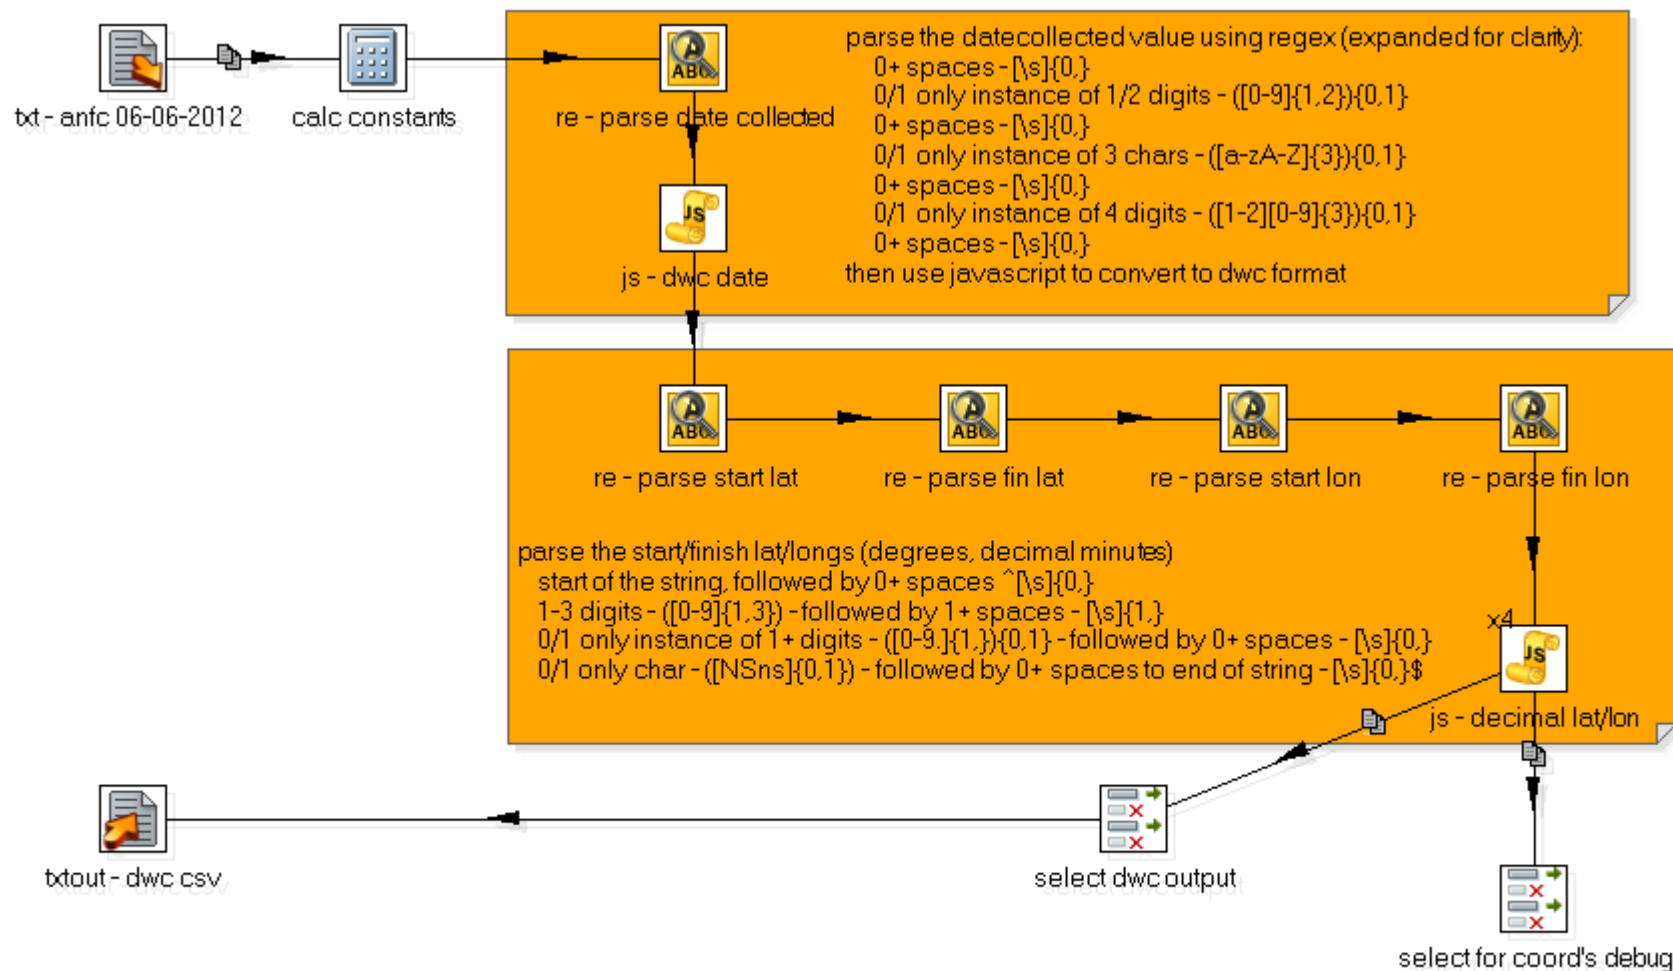 txt - anfc 06-06-2012
calc constants
re - parse date collected
js - dwc date
parse the datecollected value using regex (expanded for clarity):
0+ spaces - [\s]{0,}
0/1 only instance of 1/2 digits - ([0-9]{1,2}){0,1}
0+ spaces - [\s]{0,}
0/1 only instance of 3 chars - ([a-zA-Z]{3}){0,1}
0+ spaces - [\s]{0,}
0/1 only instance of 4 digits - ([1-2][0-9]{3}){0,1}
0+ spaces - [\s]{0,}
then use javascript to convert to dwc format
re - parse start lat
re - parse fin lat
re - parse start lon
re - parse fin lon
parse the start/finish lat/longs (degrees, decimal minutes)
start of the string, followed by 0+ spaces ^[\s]{0,}
1-3 digits - ([0-9]{1,3}) - followed by 1+ spaces - [\s]{1,}
0/1 only instance of 1+ digits - ([0-9.]{1,}){0,1} - followed by 0+ spaces - [\s]{0,}
0/1 only char - ([NSns]{0,1}) - followed by 0+ spaces to end of string - [\s]{0,}$
x4
JS
js - decimal lat/lon
txtout - dwc csv
select dwc output
select for coord's debug